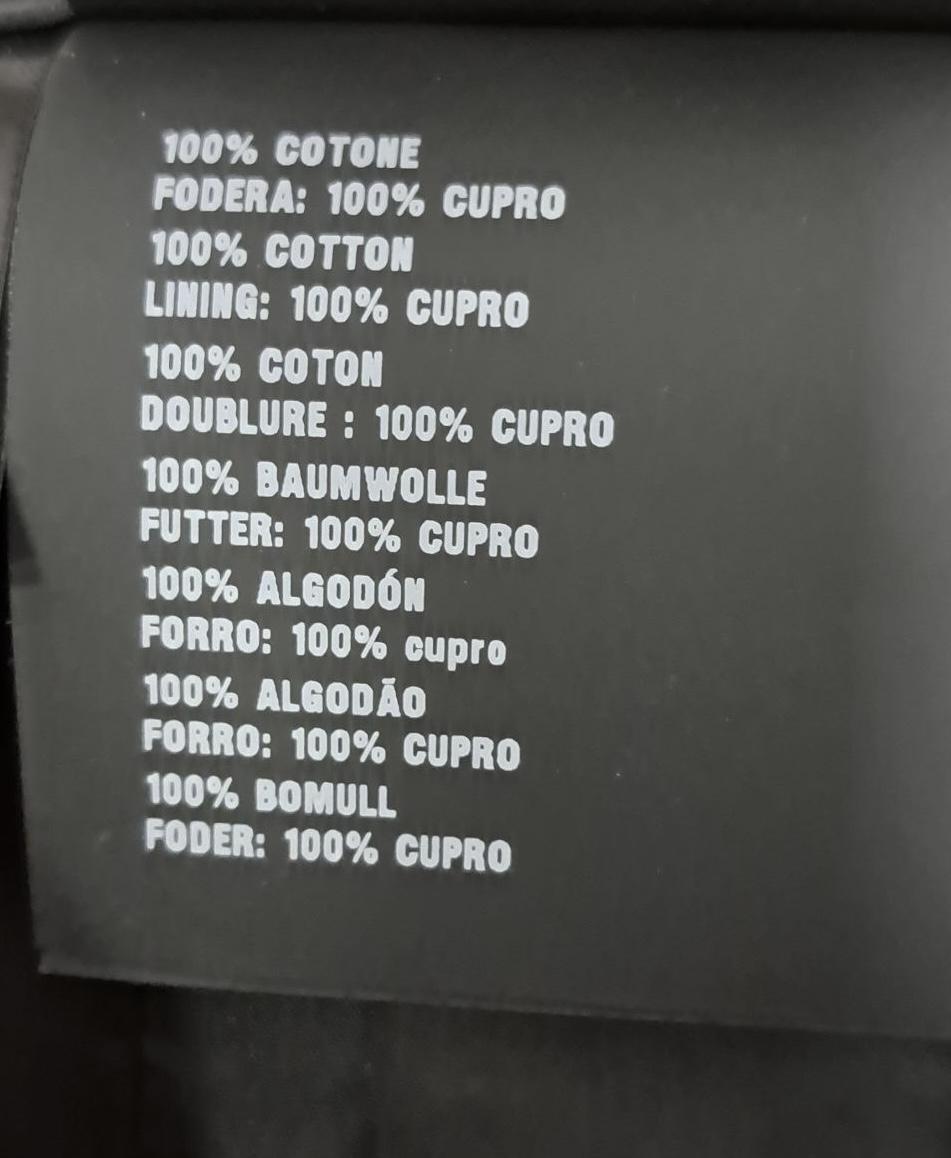 100% COTONE
FODERA: 100% CUPRO
100% COTTON
LINING: 100% CUPRO
100% COTON
DOUBLURE : 100% CUPRO
100% BAUMWOLLE
FUTTER: 100% CUPRO
100% ALGODÓN
FORRO: 100% cupro
100% ALGODÃO
FORRO: 100% CUPRO
100% BOMULL
FODER: 100% CUPRO